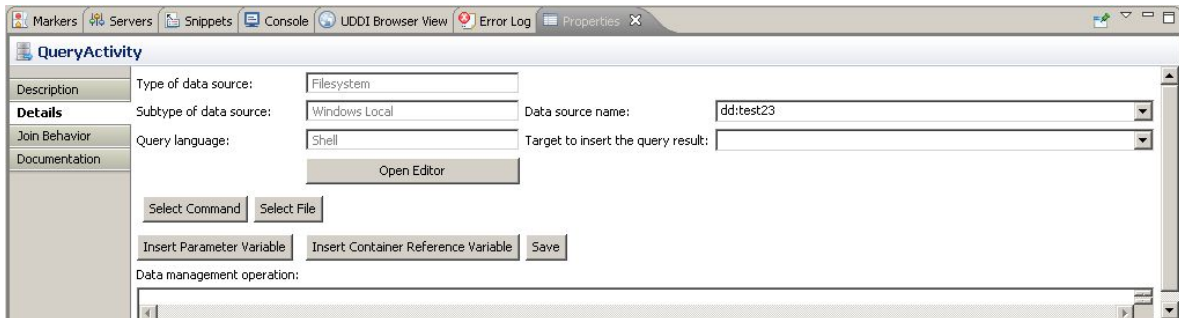 Markers Servers Snippets Console UDDI Browser View Error Log Properties
QueryActivity
Description
Details
Join Behavior
Documentation
Type of data source: Filesystem
Subtype of data source: Windows Local Data source name: dd:test23
Query language: Shell Target to insert the query result:
Open Editor
Select Command Select File
Insert Parameter Variable Insert Container Reference Variable Save
Data management operation: